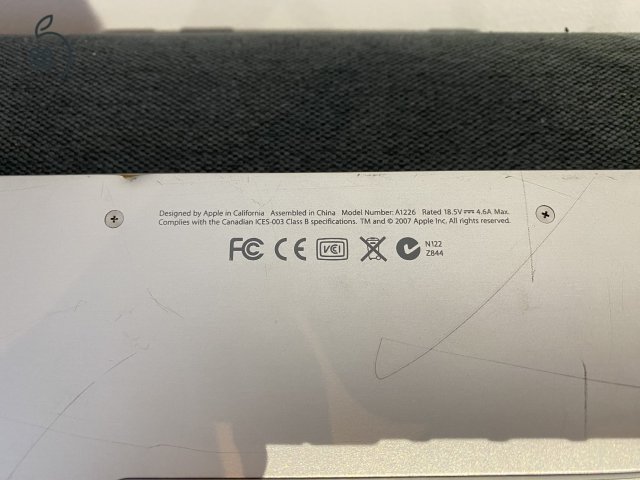 Designed by Apple in California Assembled in China Model Number: A1226 Rated 18.5V⎓ 4.6A Max.
Complies with the Canadian ICES-003 Class B specifications. TM and © 2007 Apple Inc. All rights reserved.
FC CE VCI N122
Z844